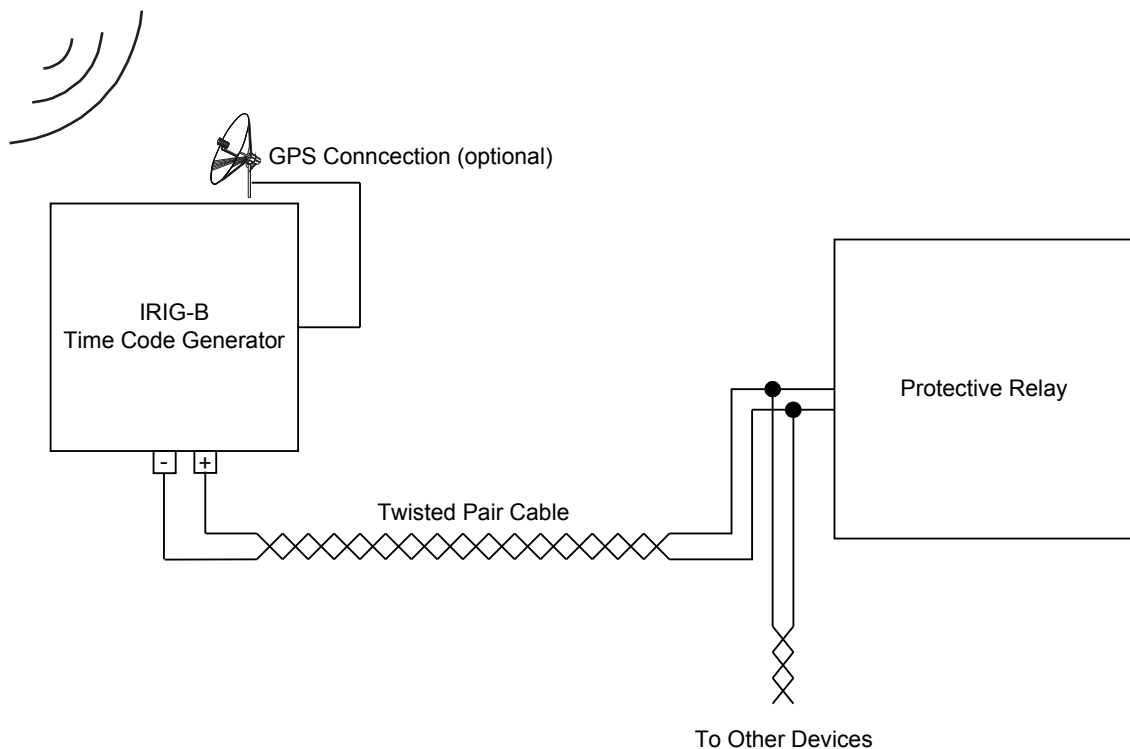 GPS Conncection (optional)
IRIG-B
Time Code Generator
- +
Protective Relay
Twisted Pair Cable
To Other Devices